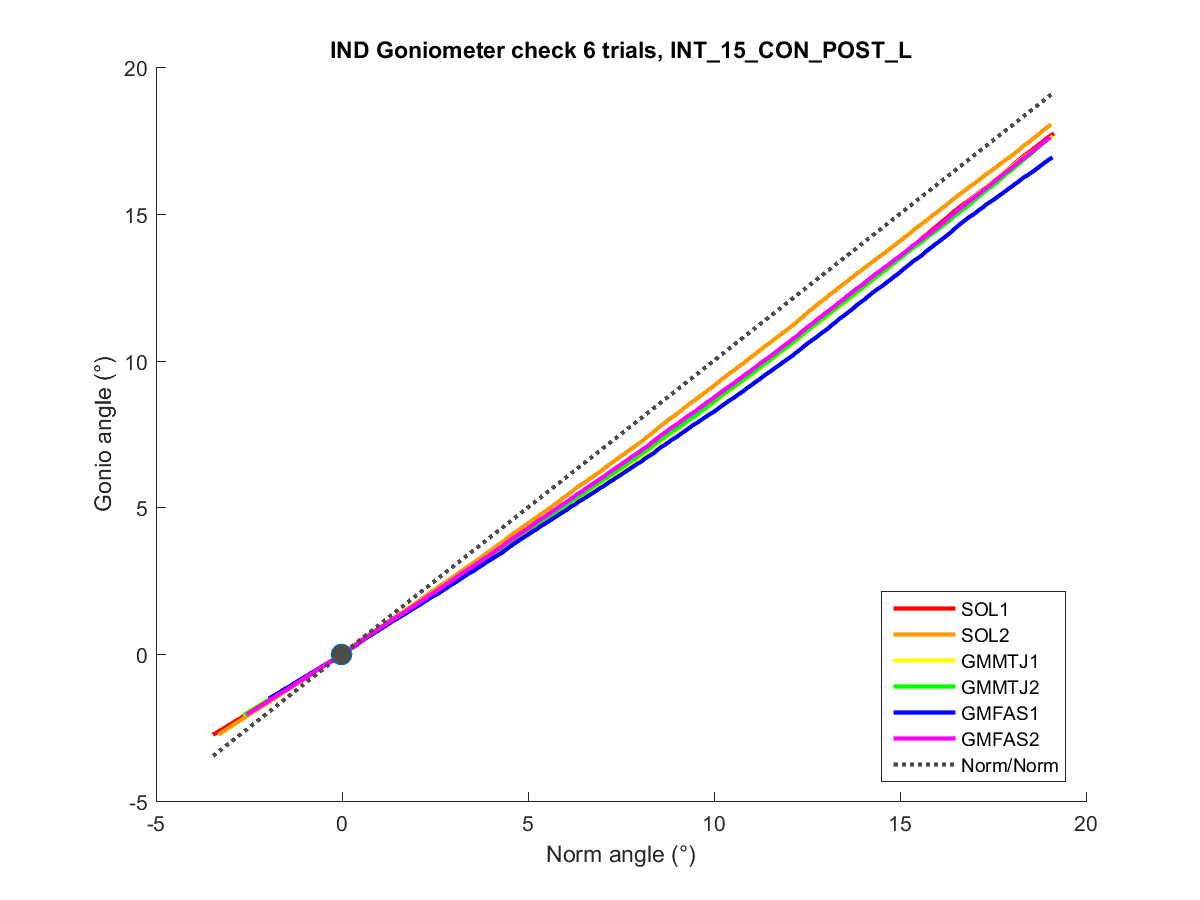 IND Goniometer check 6 trials, INT_15_CON_POST_L
20
15
10
5
0
-5
Gonio angle (°)
-5
0
5
10
15
20
Norm angle (°)
SOL1
SOL2
GMMTJ1
GMMTJ2
GMFAS1
GMFAS2
Norm/Norm